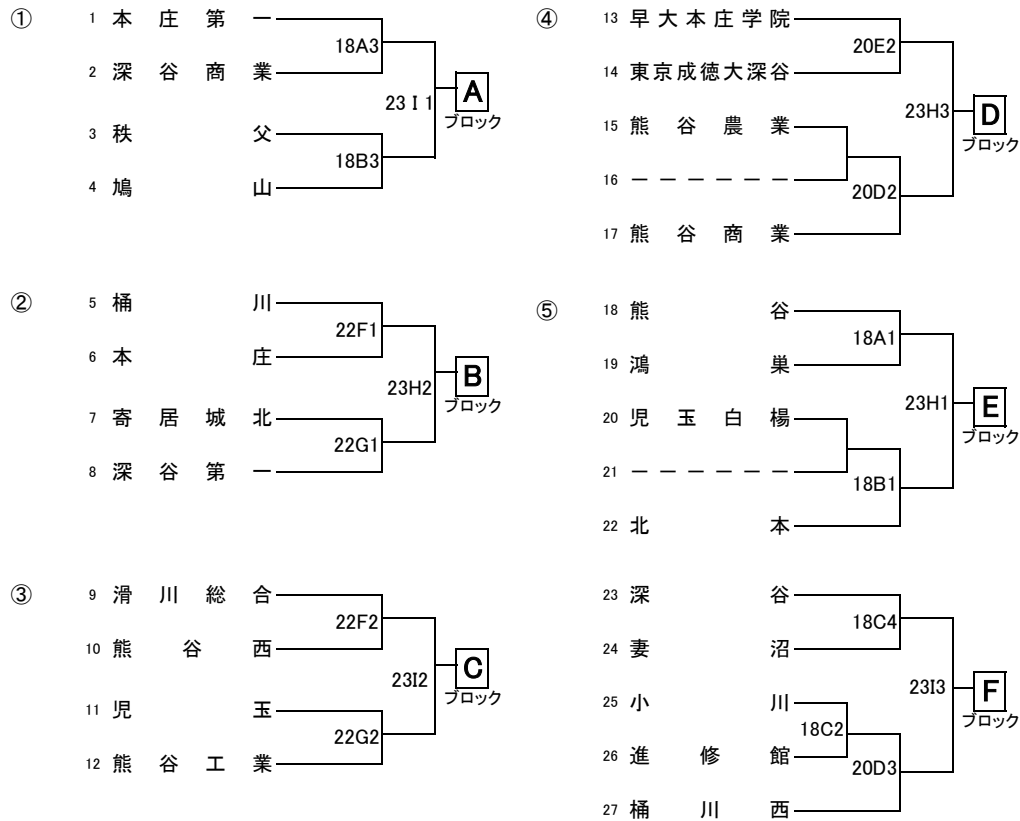 ①
1 本庄第一
18A3
2 深谷商業
23I1
A
ブロック
3 秩父
18B3
4 鳩山
②
5 桶川
22F1
6 本庄
23H2
B
ブロック
7 寄居城北
22G1
8 深谷第一
③
9 滑川総合
22F2
10 熊谷西
23I2
C
ブロック
11 児玉
22G2
12 熊谷工業
④
13 早大本庄学院
20E2
14 東京成徳大深谷
23H3
D
ブロック
15 熊谷農業
16 ー ー ー ー ー ー
20D2
17 熊谷商業
⑤
18 熊谷
18A1
19 鴻巣
23H1
E
ブロック
20 児玉白楊
21 ー ー ー ー ー ー
18B1
22 北本
23 深谷
18C4
24 妻沼
23I3
F
ブロック
25 小川
18C2
26 進修館
20D3
27 桶川西